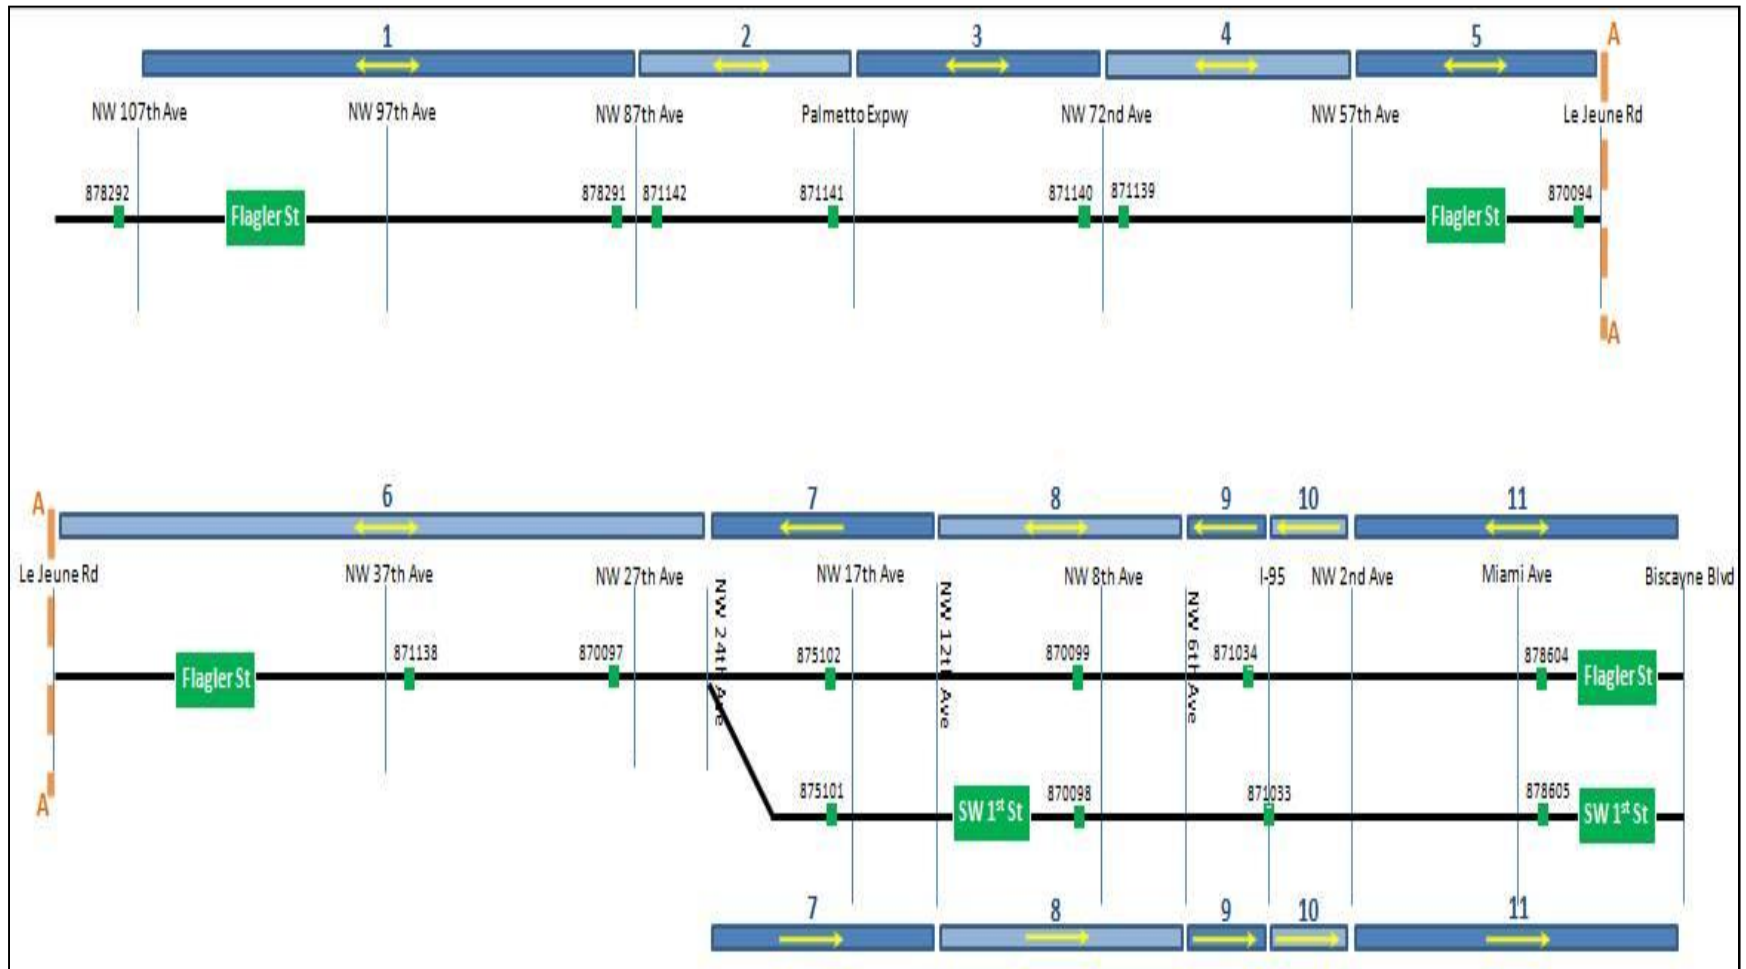 1 2 3 4 5 A
NW 107th Ave NW 97th Ave NW 87th Ave Palmetto Expwy NW 72nd Ave NW 57th Ave Le Jeune Rd
878292 878291 871142 871141 871140 871139 870094
Flagler St Flagler St
A
6 7 8 9 10 11
A
Le Jeune Rd NW 37th Ave NW 27th Ave NW 17th Ave NW 8th Ave I-95 NW 2nd Ave Miami Ave Biscayne Blvd
NW 24th Ave NW 12th Ave NW 6th Ave
871138 870097 875102 870099 871034 878604
Flagler St Flagler St
875101 870098 871033 878605
A
SW 1st St SW 1st St
7 8 9 10 11